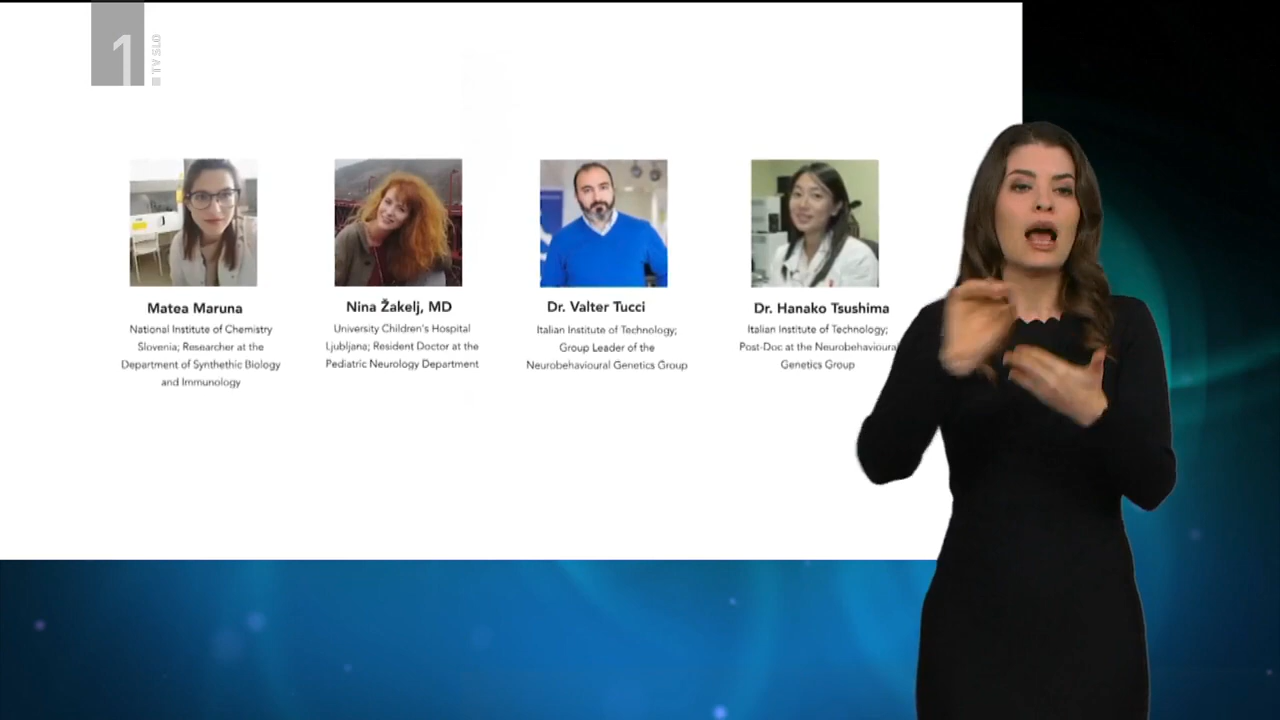 1
Matea Maruna
National Institute of Chemistry
Slovenia; Researcher at the
Department of Synthethic Biology
and Immunology
Nina Žakelj, MD
University Children's Hospital
Ljubljana; Resident Doctor at the
Pediatric Neurology Department
Dr. Valter Tucci
Italian Institute of Technology;
Group Leader of the
Neurobehavioural Genetics Group
Dr. Hanako Tsushima
Italian Institute of Technology;
Post-Doc at the Neurobehavioural
Genetics Group